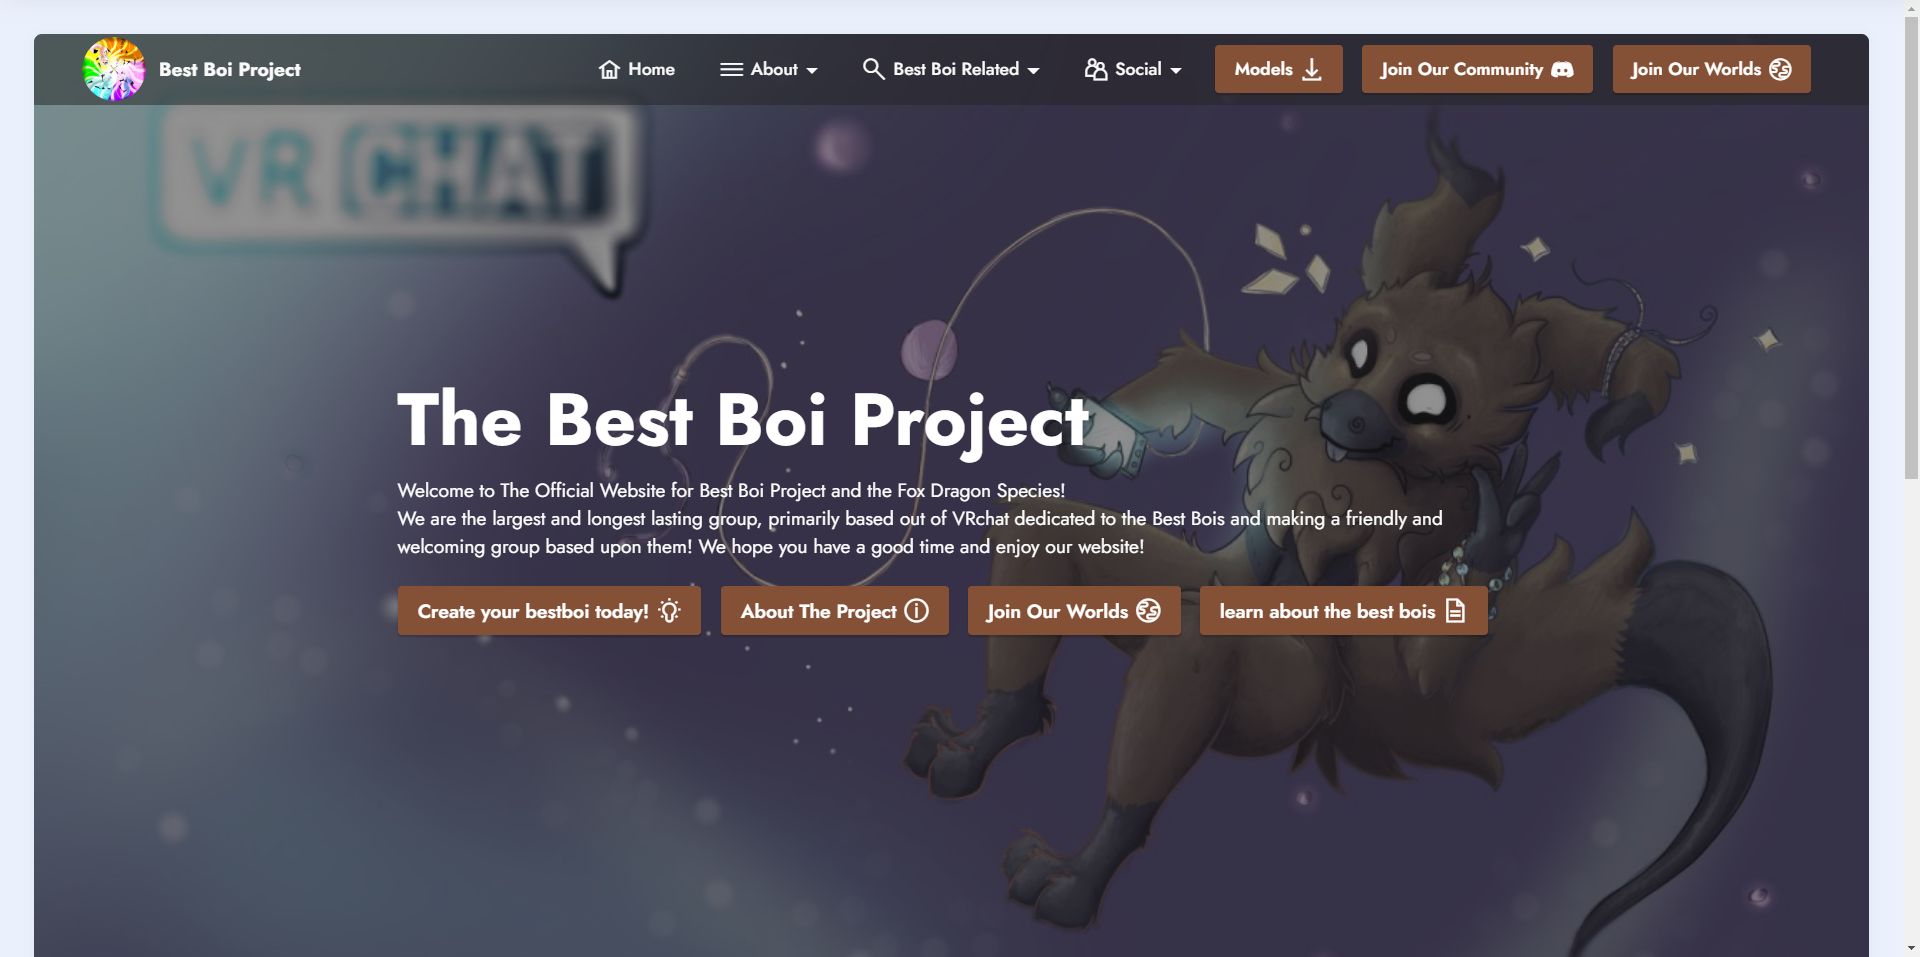 Best Boi Project
Home
About
Best Boi Related
Social
Models
Join Our Community
Join Our Worlds
VRCHAT
The Best Boi Project
Welcome to The Official Website for Best Boi Project and the Fox Dragon Species!
We are the largest and longest lasting group, primarily based out of VRchat dedicated to the Best Bois and making a friendly and
welcoming group based upon them! We hope you have a good time and enjoy our website!
Create your bestboi today!
About The Project
Join Our Worlds
learn about the best bois